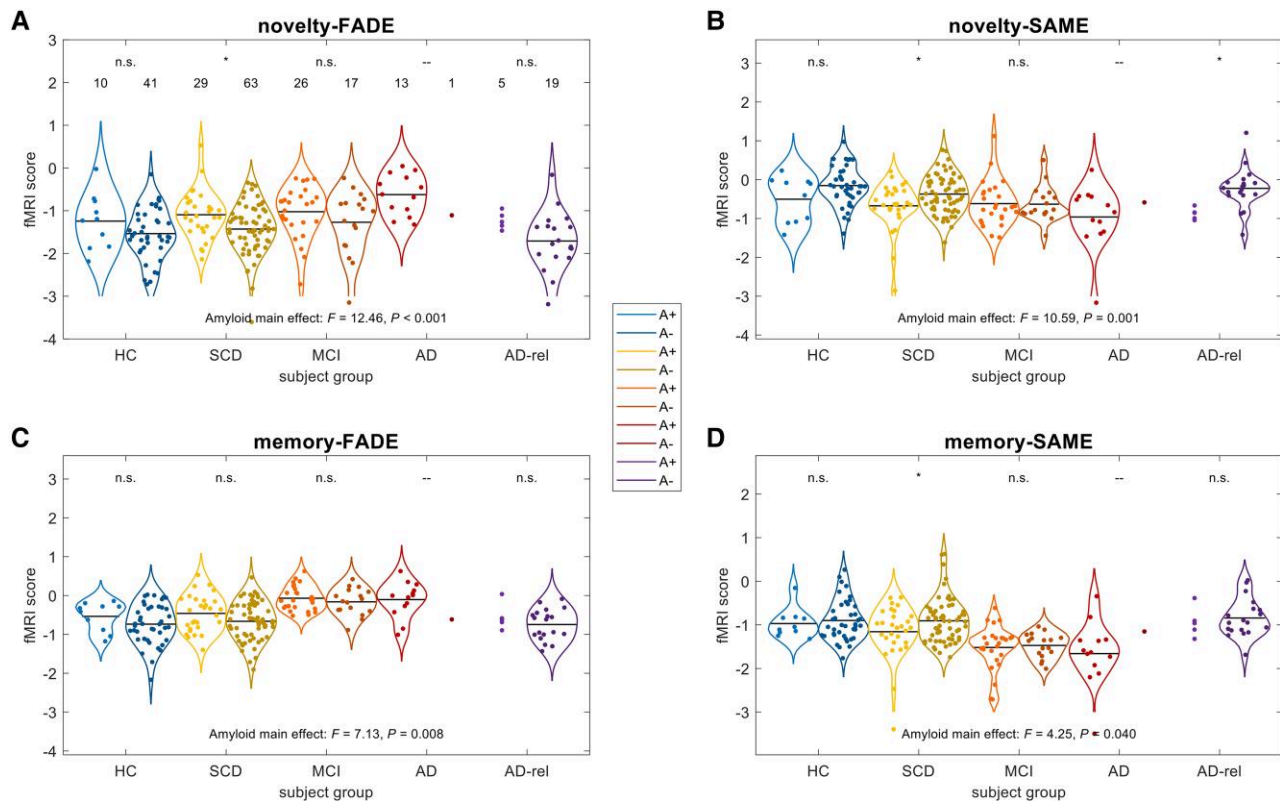 A
novelty-FADE
3
2
1
0
-1
-2
-3
-4
fMRI score
n.s. * n.s. -- n.s.
10 41 29 63 26 17 13 1 5 19
Amyloid main effect: F = 12.46, P < 0.001
HC SCD MCI AD AD-rel
subject group
B
novelty-SAME
3
2
1
0
-1
-2
-3
-4
fMRI score
n.s. * n.s. -- *
Amyloid main effect: F = 10.59, P = 0.001
HC SCD MCI AD AD-rel
subject group
A+
A-
A+
A-
A+
A-
A+
A-
A+
A-
C
memory-FADE
3
2
1
0
-1
-2
-3
-4
fMRI score
n.s. n.s. n.s. -- n.s.
Amyloid main effect: F = 7.13, P = 0.008
HC SCD MCI AD AD-rel
subject group
D
memory-SAME
2
1
0
-1
-2
-3
fMRI score
n.s. * n.s. -- n.s.
Amyloid main effect: F = 4.25, P = 0.040
HC SCD MCI AD AD-rel
subject group